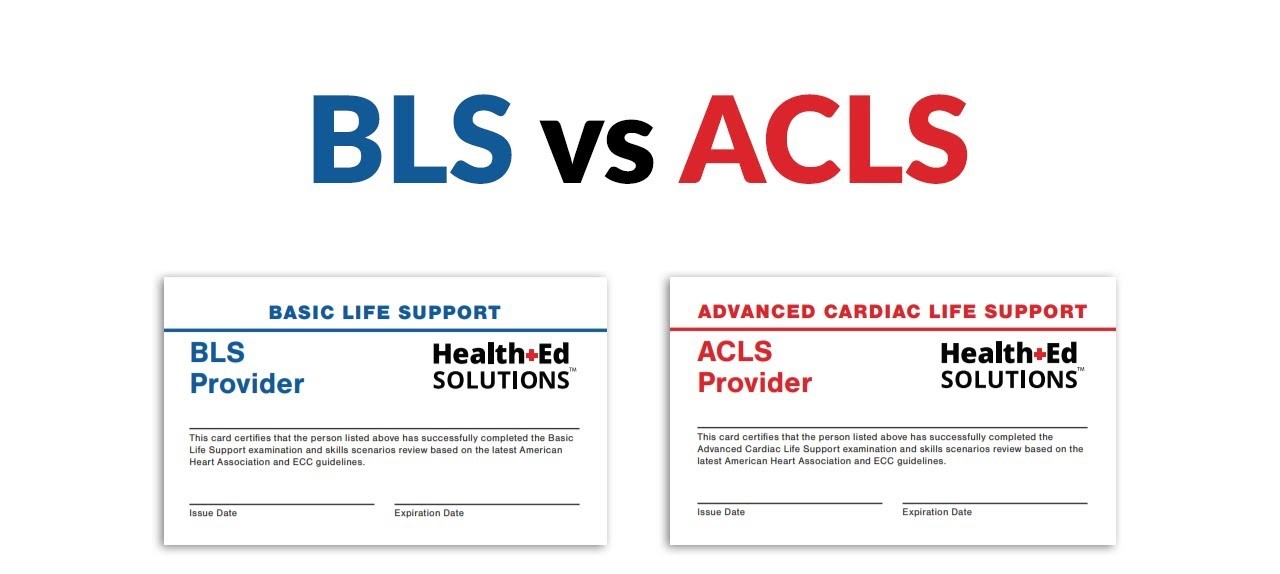 BLS vs ACLS
BASIC LIFE SUPPORT
BLS
Provider
Health+Ed
SOLUTIONS™
This card certifies that the person listed above has successfully completed the Basic
Life Support examination and skills scenarios review based on the latest American
Heart Association and ECC guidelines.
Issue Date
Expiration Date
ADVANCED CARDIAC LIFE SUPPORT
ACLS
Provider
Health+Ed
SOLUTIONS™
This card certifies that the person listed above has successfully completed the
Advanced Cardiac Life Support examination and skills scenarios review based on the
latest American Heart Association and ECC guidelines.
Issue Date
Expiration Date